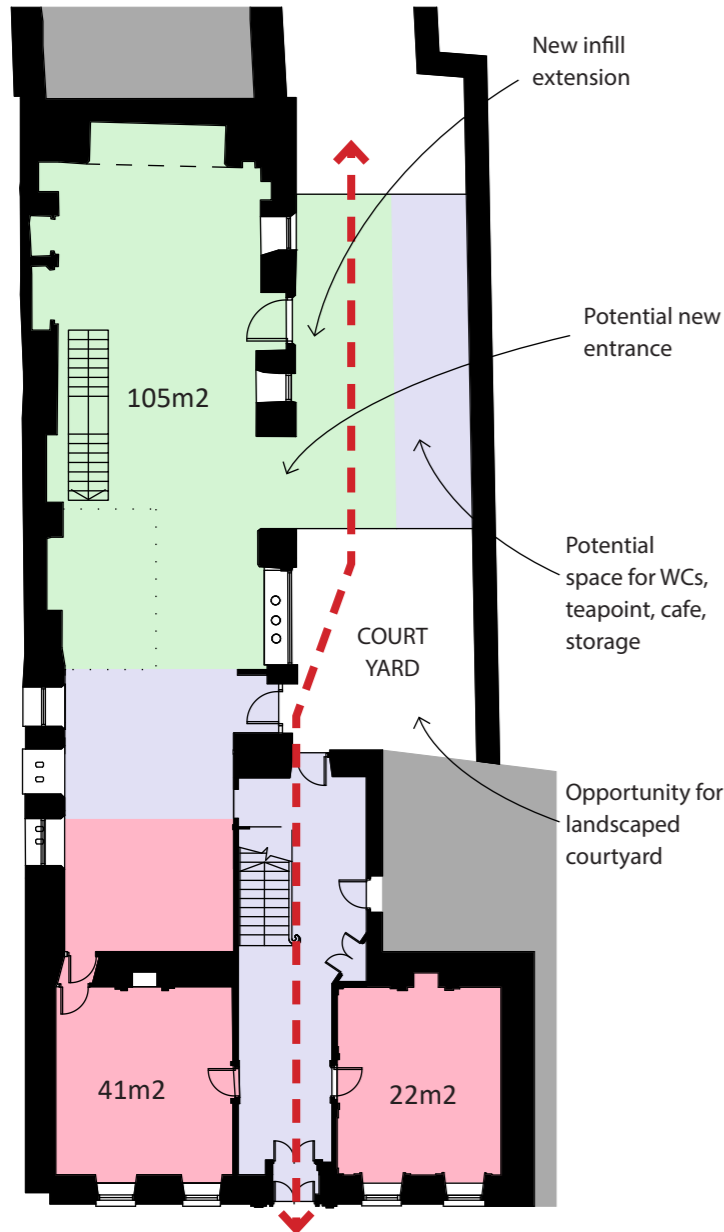 New infill
extension
Potential new
entrance
105m2
Potential
space for WCs,
teapoint, cafe,
storage
COURT
YARD
Opportunity for
landscaped
courtyard
41m2
22m2